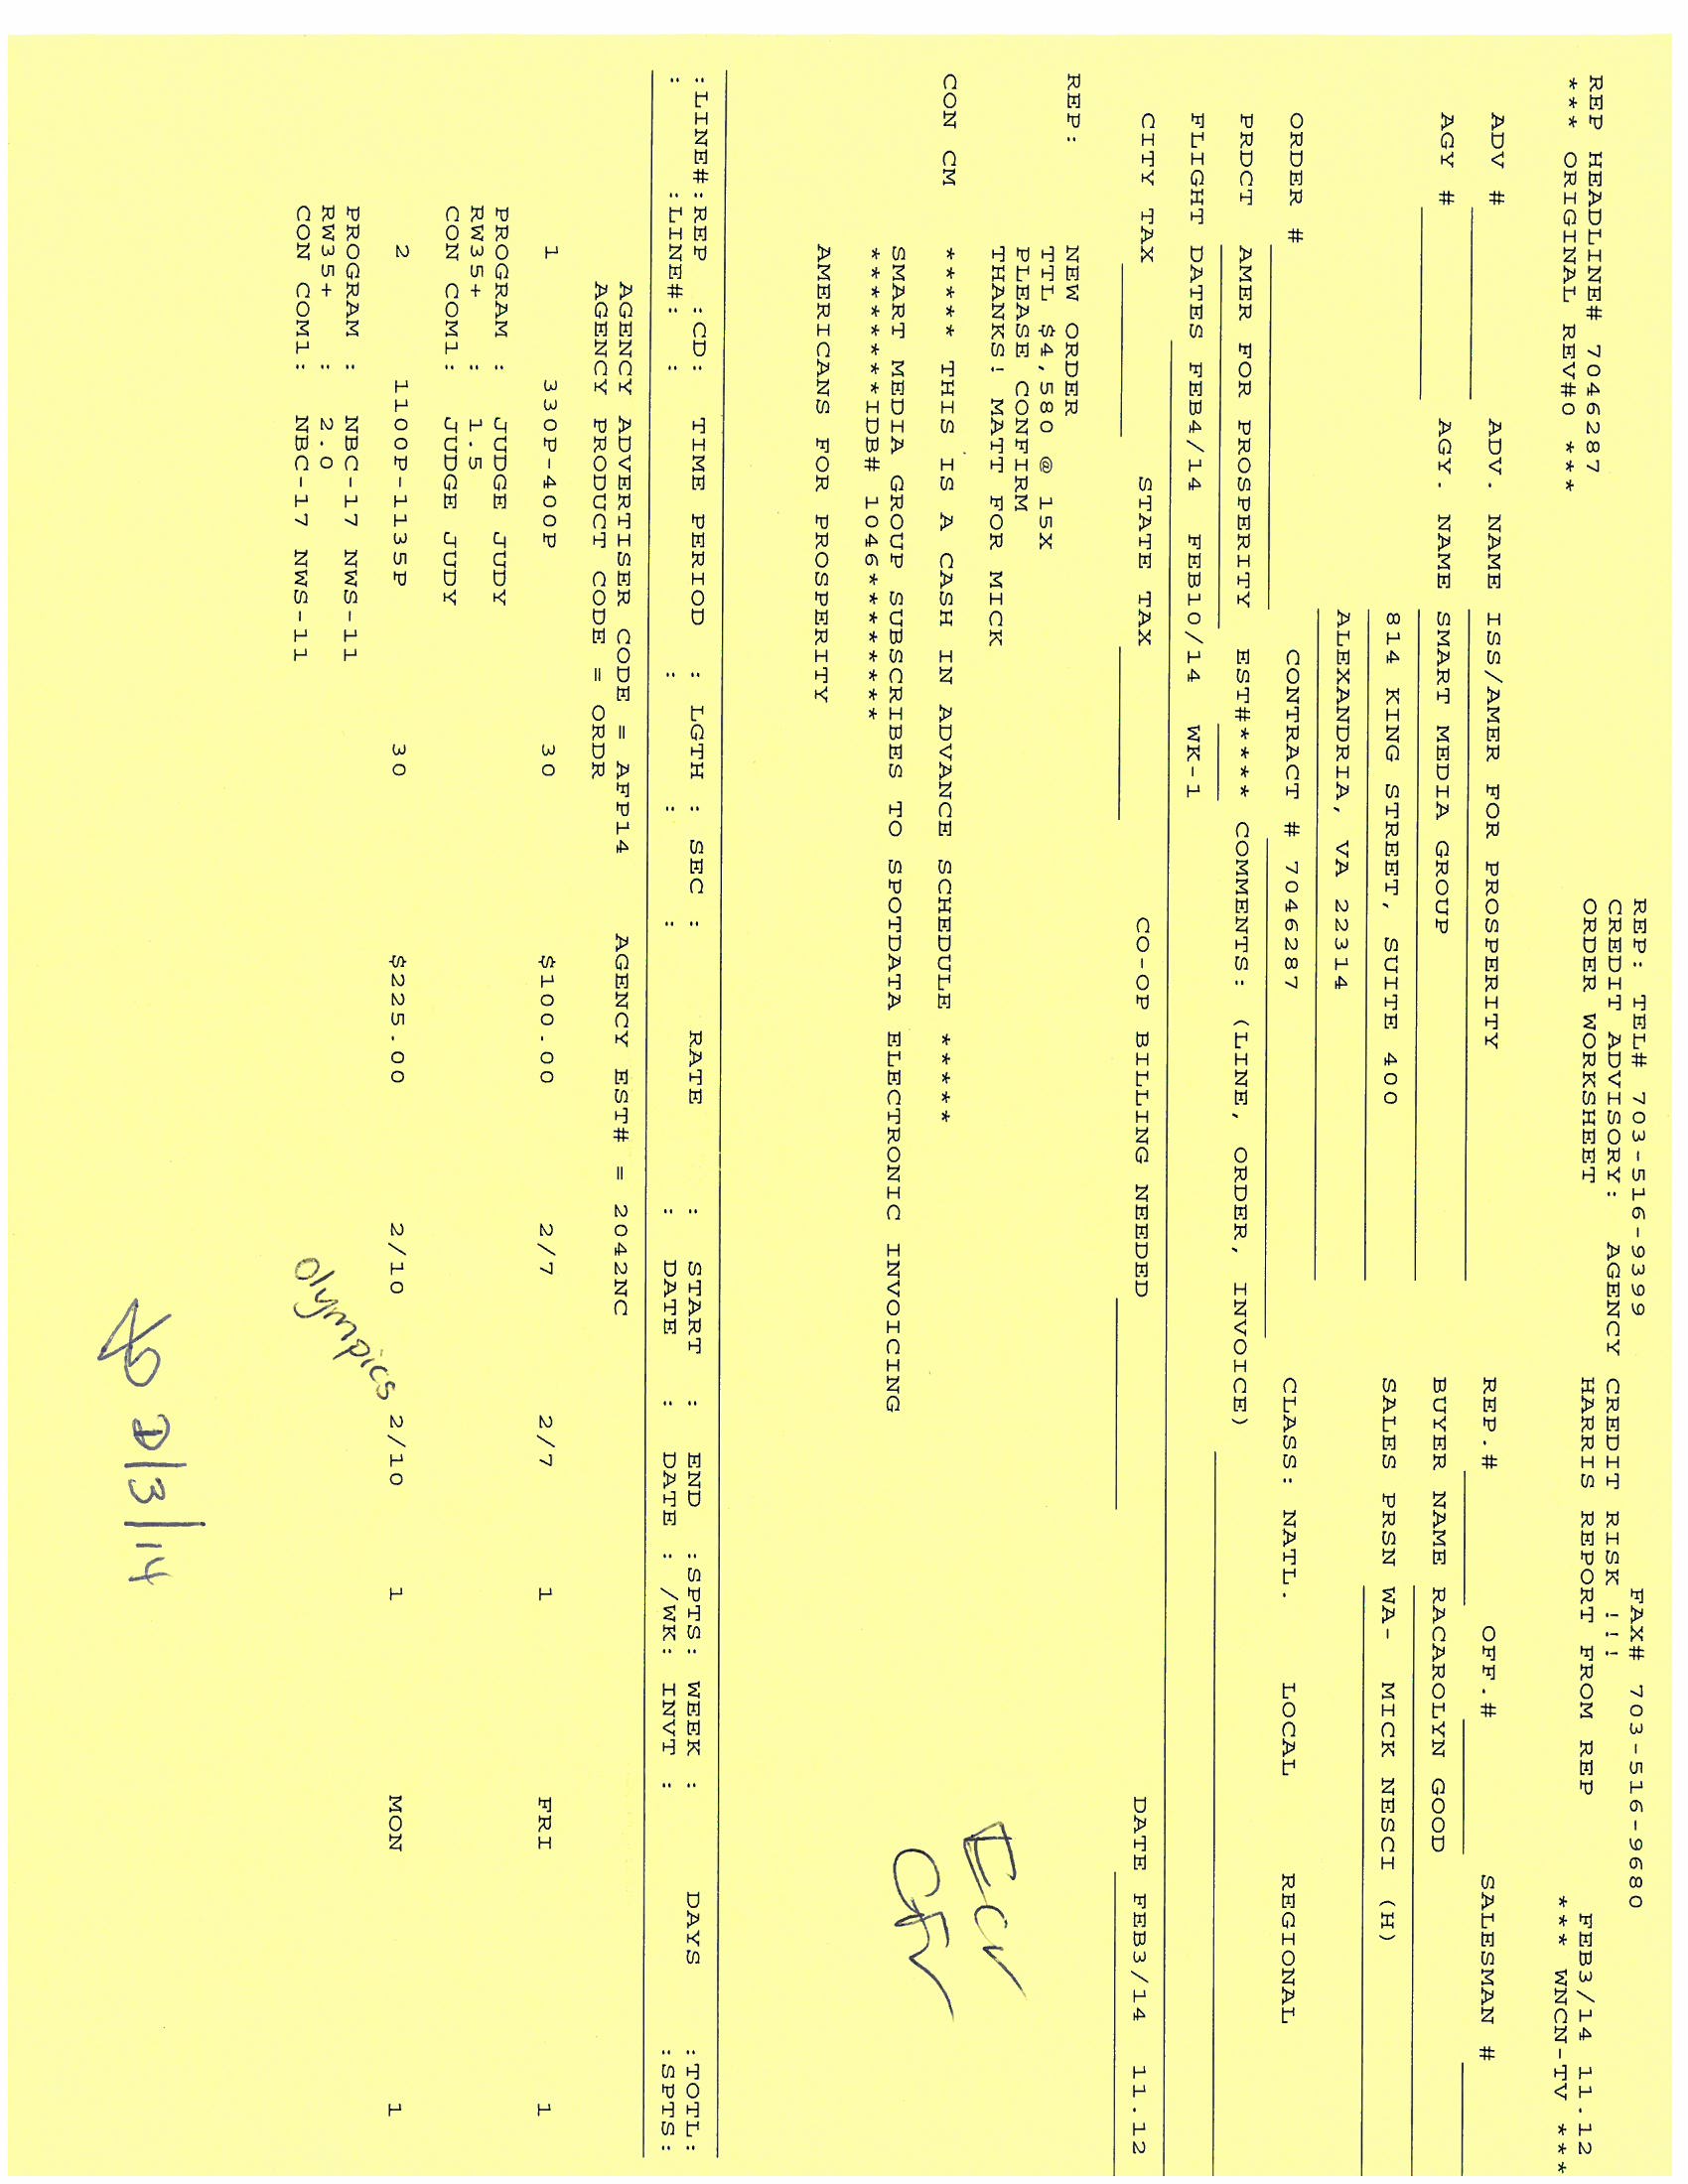 REP: TEL# 703-516-9399 FAX# 703-516-9680
CREDIT ADVISORY: AGENCY CREDIT RISK !!!
REP HEADLINE# 7046287 ORDER WORKSHEET HARRIS REPORT FROM REP FEB3/14 11.12
*** ORIGINAL REV#0 *** *** WNCN-TV ***
ADV # ADV. NAME ISS/AMER FOR PROSPERITY REP.# OFF.# SALESMAN #
AGY # AGY. NAME SMART MEDIA GROUP BUYER NAME RACAROLYN GOOD
814 KING STREET, SUITE 400 SALES PRSN WA- MICK NESCI (H)
ALEXANDRIA, VA 22314
ORDER # CONTRACT # 7046287 CLASS: NATL. LOCAL REGIONAL
PRDCT AMER FOR PROSPERITY EST#**** COMMENTS: (LINE, ORDER, INVOICE)
FLIGHT DATES FEB4/14 FEB10/14 WK-1
CITY TAX STATE TAX CO-OP BILLING NEEDED DATE FEB3/14 11.12
REP: NEW ORDER
TTL $4,580 @ 15X
PLEASE CONFIRM
THANKS! MATT FOR MICK
CON CM ***** THIS IS A CASH IN ADVANCE SCHEDULE *****
SMART MEDIA GROUP SUBSCRIBES TO SPOTDATA ELECTRONIC INVOICING
********IDB# 1046********
AMERICANS FOR PROSPERITY
:LINE#:REP :CD: TIME PERIOD : LGTH : SEC : RATE : START : END :SPTS: WEEK : DAYS :TOTL:
: :LINE#: : : : : : DATE : DATE : /WK: INVT : :SPTS:
AGENCY ADVERTISER CODE = AFP14 AGENCY EST# = 2042NC
AGENCY PRODUCT CODE = ORDR
1 330P-400P 30 $100.00 2/7 2/7 1 FRI 1
PROGRAM : JUDGE JUDY
RW35+ : 1.5
CON COM1: JUDGE JUDY
2 1100P-1135P 30 $225.00 2/10 2/10 1 MON 1
PROGRAM : NBC-17 NWS-11
RW35+ : 2.0
CON COM1: NBC-17 NWS-11
Olympics